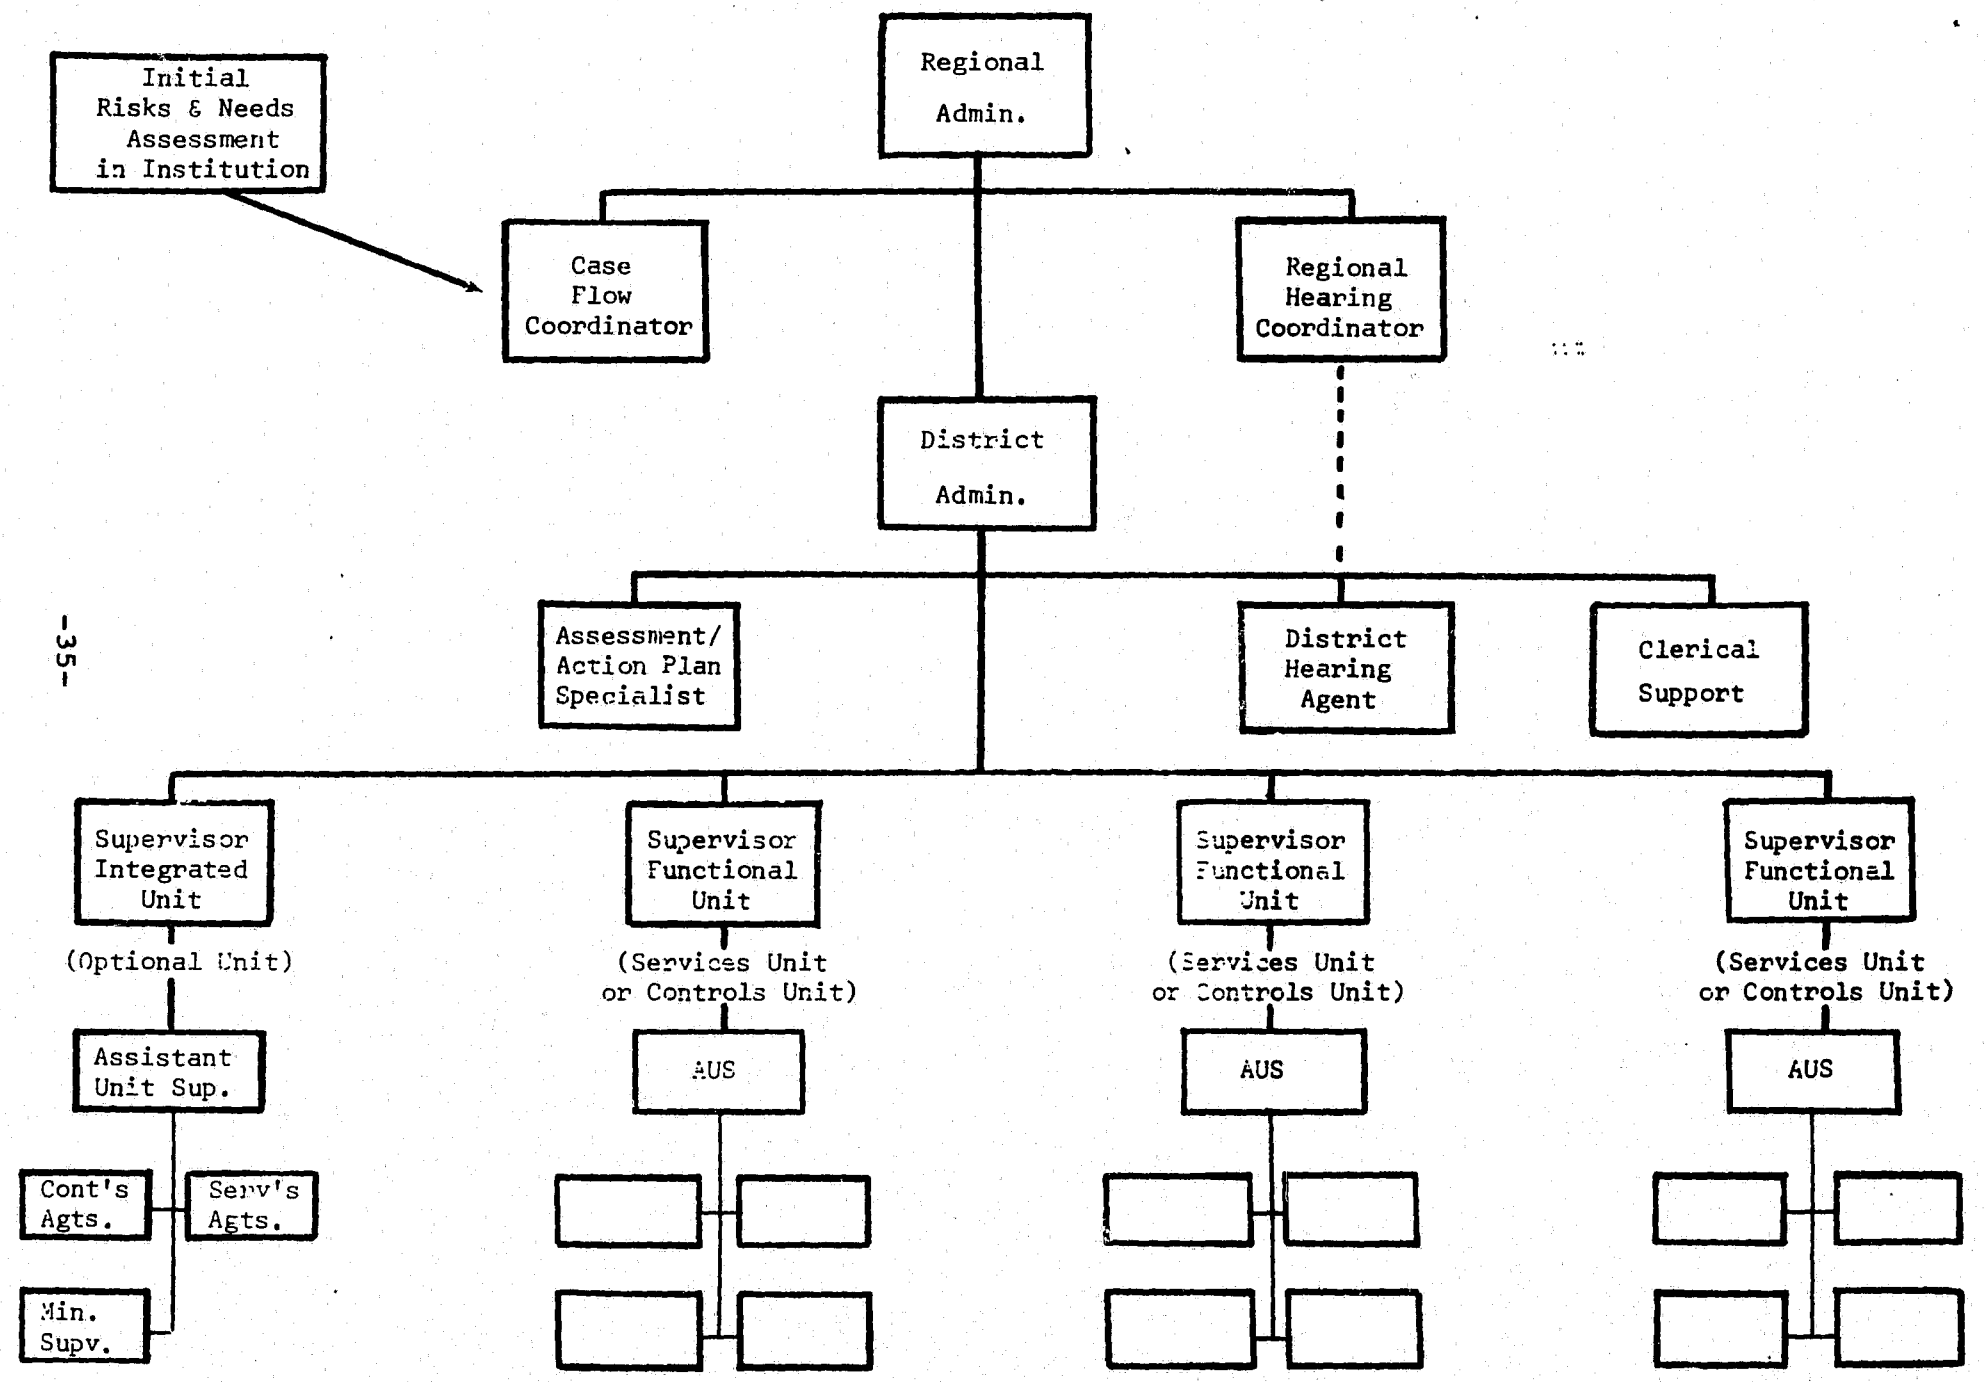 Regional
Admin.
Initial
Risks & Needs
Assessment
in Institution
Case
Flow
Coordinator
Regional
Hearing
Coordinator
District
Admin.
Assessment/
Action Plan
Specialist
District
Hearing
Agent
Clerical
Support
-35-
Supervisor
Integrated
Unit
(Optional Unit)
Assistant
Unit Sup.
Cont's
Agts.
Serv's
Agts.
Min.
Supv.
Supervisor
Functional
Unit
(Services Unit
or Controls Unit)
AUS
Supervisor
Functional
Unit
(Services Unit
or Controls Unit)
AUS
Supervisor
Functional
Unit
(Services Unit
or Controls Unit)
AUS